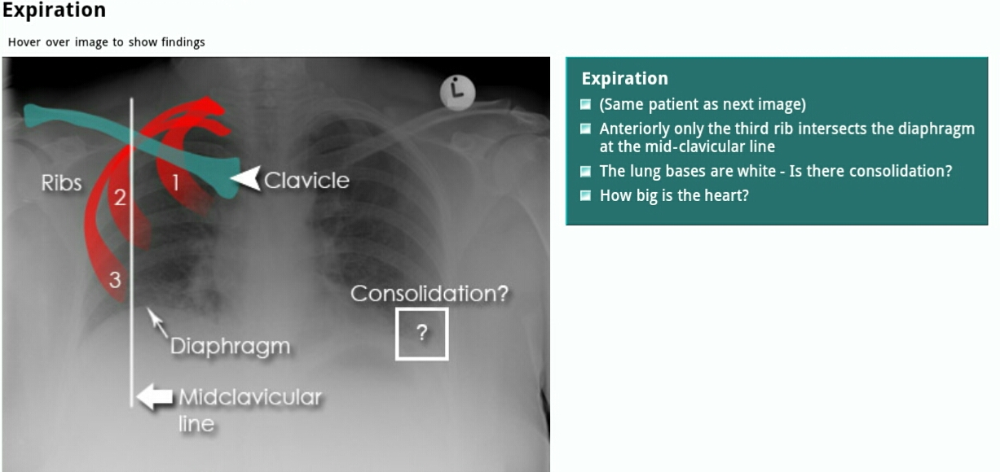 Expiration
Hover over image to show findings
L
Ribs
1
Clavicle
2
3
Consolidation?
?
Diaphragm
Midclavicular
line
Expiration
(Same patient as next image)
Anteriorly only the third rib intersects the diaphragm
at the mid-clavicular line
The lung bases are white - Is there consolidation?
How big is the heart?